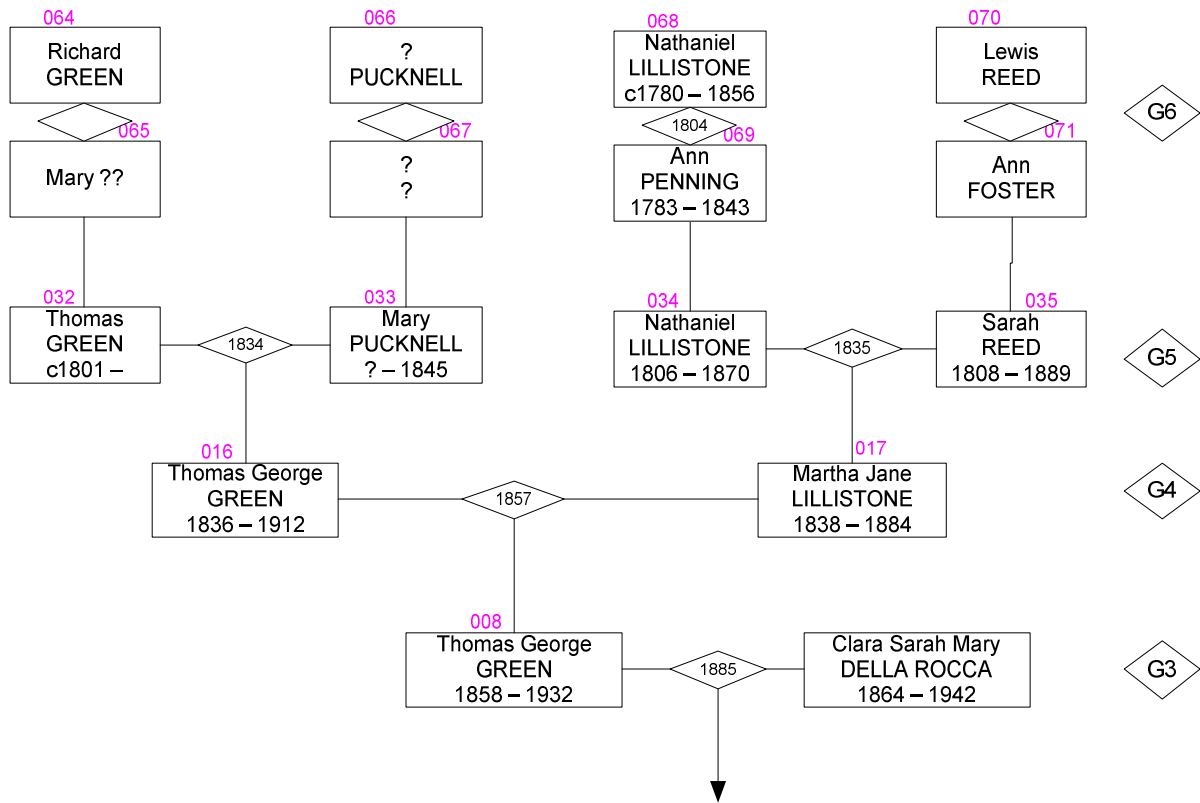 064
066
068
070
Richard
GREEN
?
PUCKNELL
Nathaniel
LILLISTONE
c1780 – 1856
Lewis
REED
G6
065
067
1804
069
071
Mary ??
?
?
Ann
PENNING
1783 – 1843
Ann
FOSTER
032
033
034
035
Thomas
GREEN
c1801 –
1834
Mary
PUCKNELL
? – 1845
Nathaniel
LILLISTONE
1806 – 1870
1835
Sarah
REED
1808 – 1889
G5
016
017
Thomas George
GREEN
1836 – 1912
1857
Martha Jane
LILLISTONE
1838 – 1884
G4
008
Thomas George
GREEN
1858 – 1932
1885
Clara Sarah Mary
DELLA ROCCA
1864 – 1942
G3